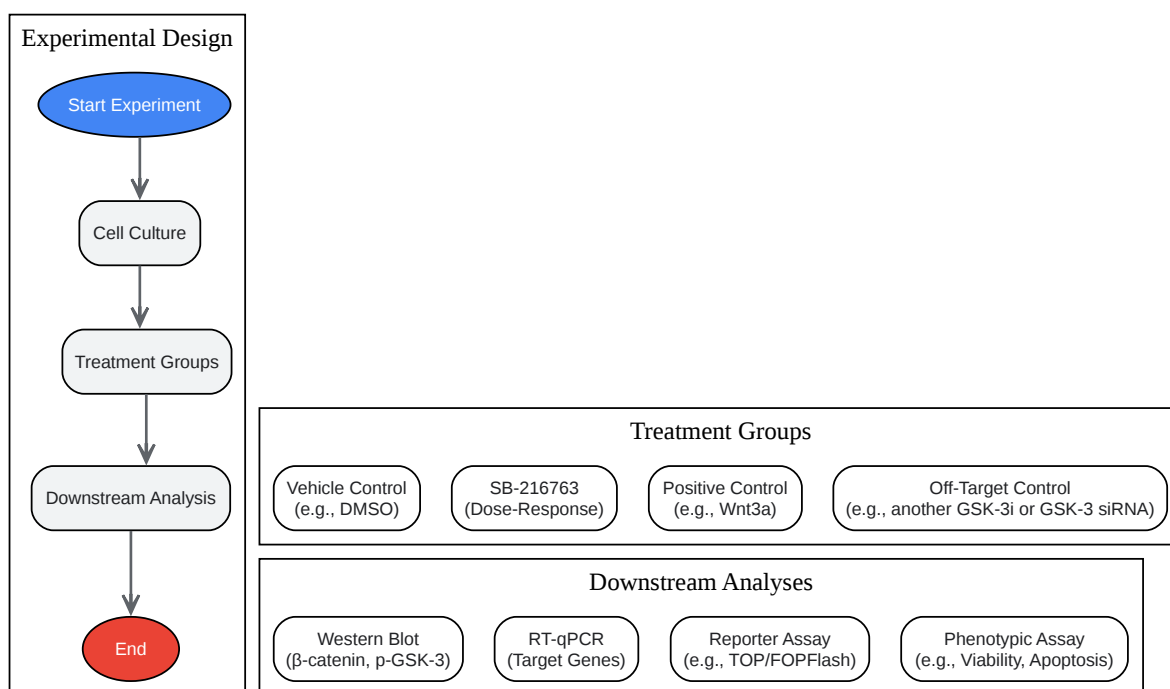 Experimental Design
Start Experiment
Cell Culture
Treatment Groups
Downstream Analysis
End
Treatment Groups
Vehicle Control
(e.g., DMSO)
SB-216763
(Dose-Response)
Positive Control
(e.g., Wnt3a)
Off-Target Control
(e.g., another GSK-3i or GSK-3 siRNA)
Downstream Analyses
Western Blot
(β-catenin, p-GSK-3)
RT-qPCR
(Target Genes)
Reporter Assay
(e.g., TOP/FOPFlash)
Phenotypic Assay
(e.g., Viability, Apoptosis)